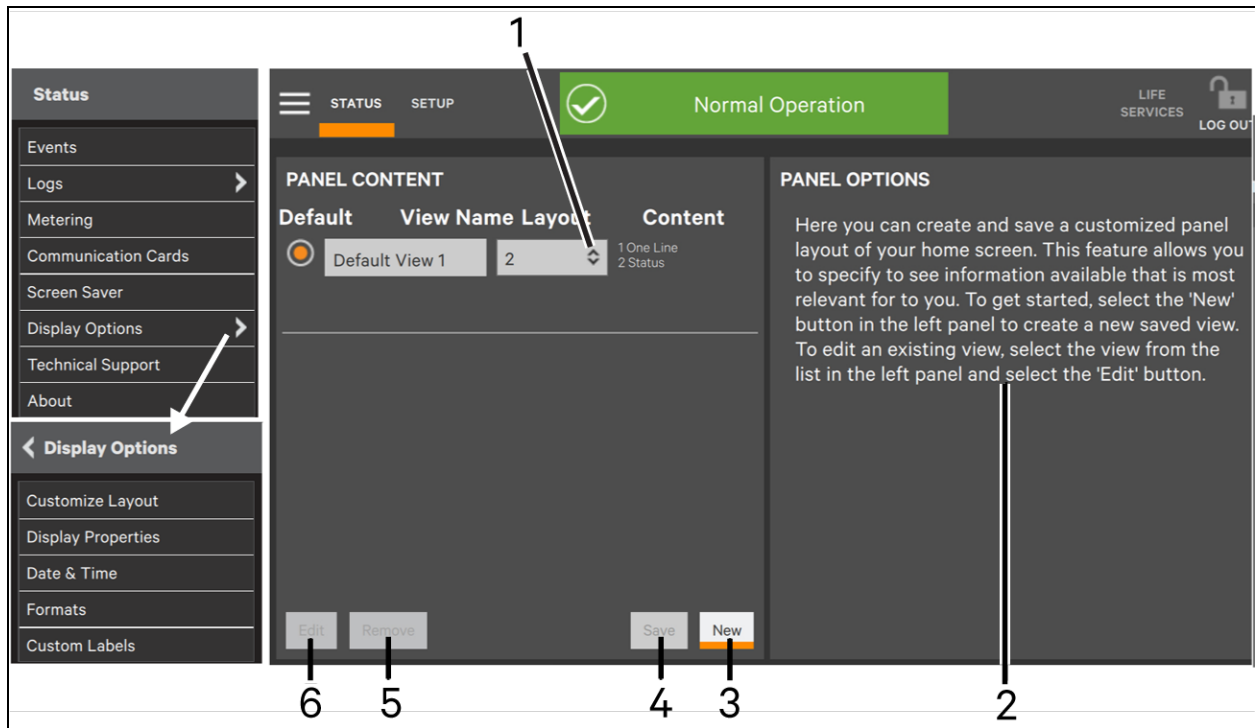 1
Status
Events
Logs
Metering
Communication Cards
Screen Saver
Display Options
Technical Support
About
Display Options
Customize Layout
Display Properties
Date & Time
Formats
Custom Labels
STATUS SETUP
Normal Operation
LIFE
SERVICES
LOG OUT
PANEL CONTENT
Default View Name Layout Content
Default View 1 2
1 One Line
2 Status
Edit Remove Save New
PANEL OPTIONS
Here you can create and save a customized panel
layout of your home screen. This feature allows you
to specify to see information available that is most
relevant for to you. To get started, select the 'New'
button in the left panel to create a new saved view.
To edit an existing view, select the view from the
list in the left panel and select the 'Edit' button.
6 5 4 3 2